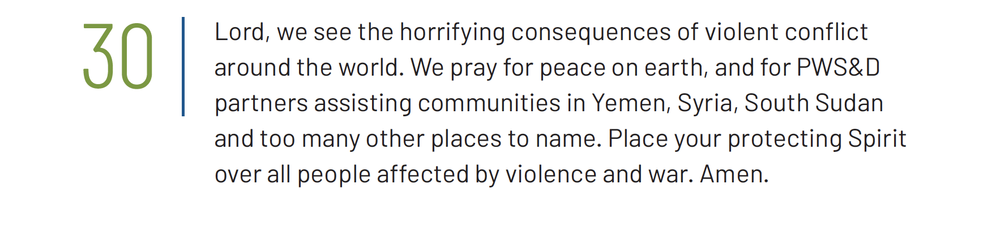 30
Lord, we see the horrifying consequences of violent conflict
around the world. We pray for peace on earth, and for PWS&D
partners assisting communities in Yemen, Syria, South Sudan
and too many other places to name. Place your protecting Spirit
over all people affected by violence and war. Amen.